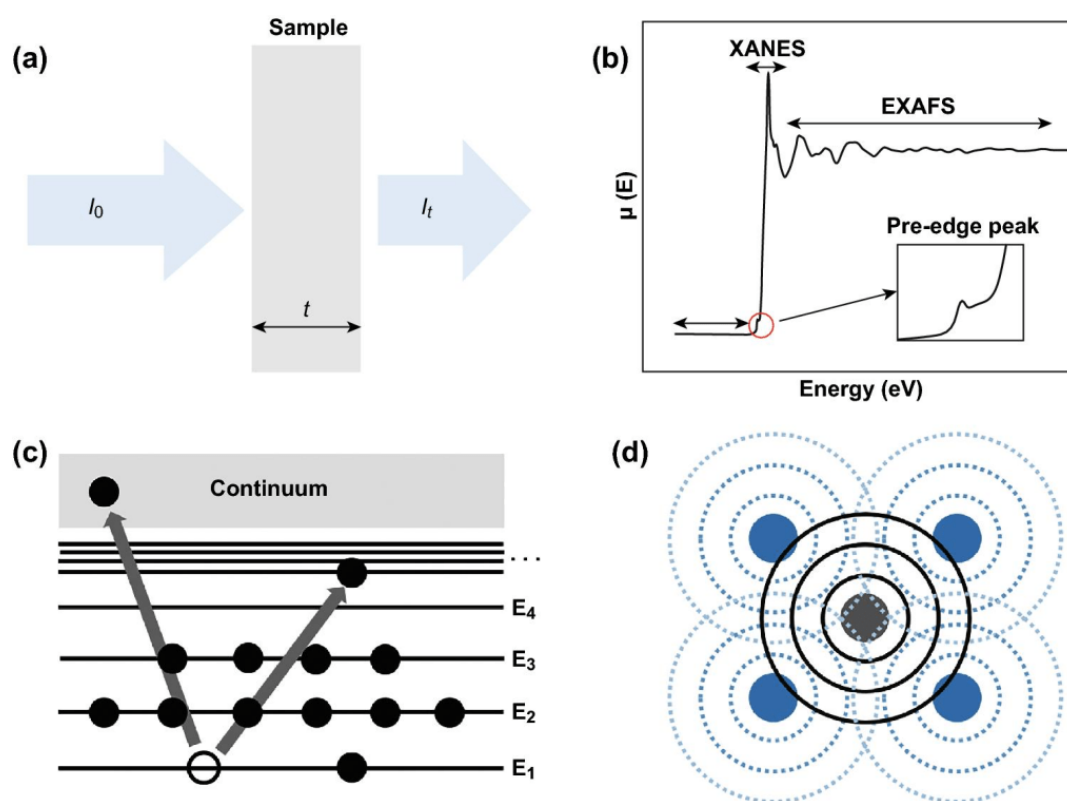 (a)
Sample
I₀
Iₜ
t
(b)
XANES
EXAFS
μ (E)
Pre-edge peak
Energy (eV)
(c)
Continuum
...
E₄
E₃
E₂
E₁
(d)